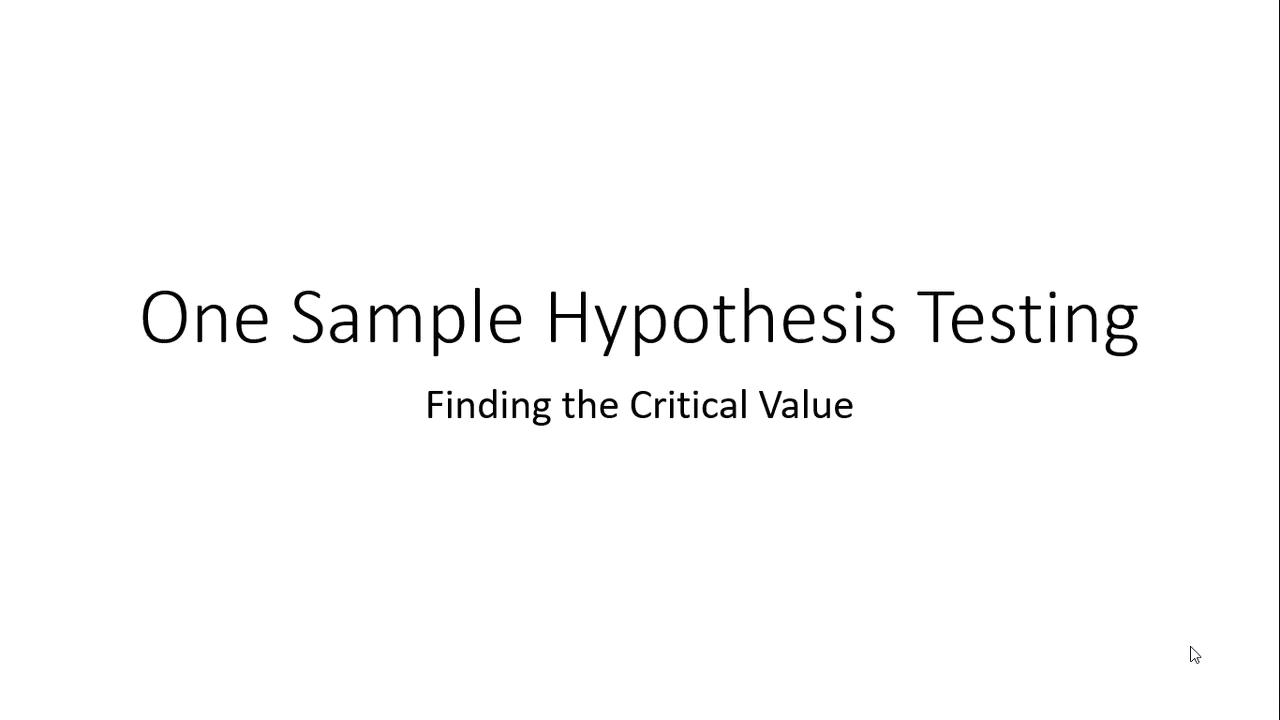 One Sample Hypothesis Testing
Finding the Critical Value